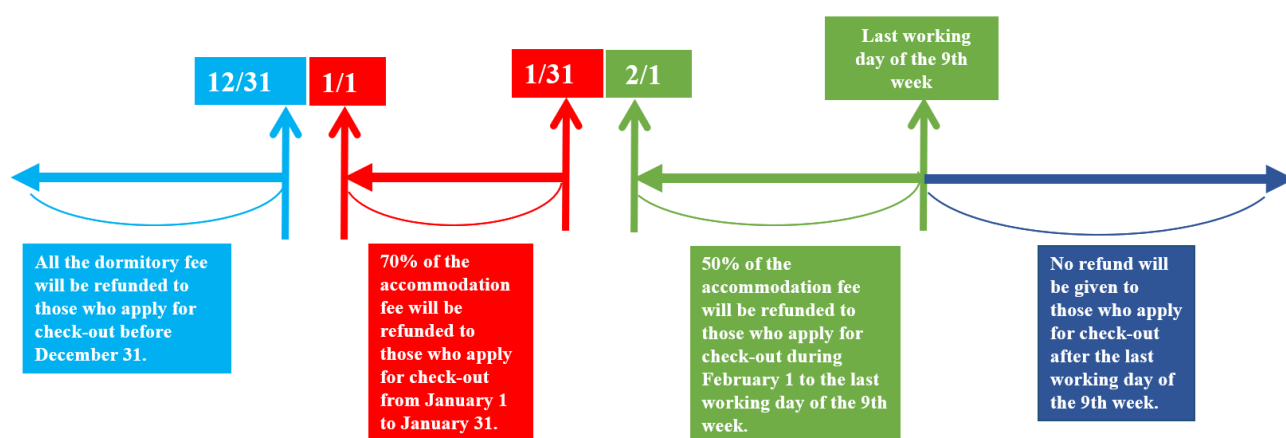 12/31
1/1
1/31
2/1
Last working
day of the 9th
week
All the dormitory fee
will be refunded to
those who apply for
check-out before
December 31.
70% of the
accommodation
fee will be
refunded to
those who apply
for check-out
from January 1
to January 31.
50% of the
accommodation fee
will be refunded to
those who apply for
check-out during
February 1 to the last
working day of the 9th
week.
No refund will
be given to
those who apply
for check-out
after the last
working day of
the 9th week.